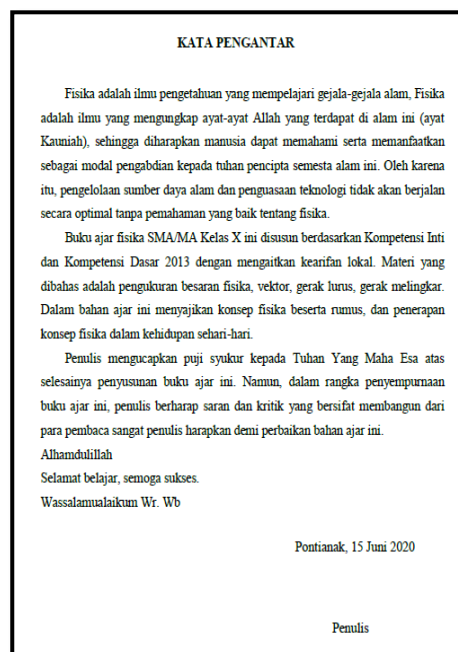 KATA PENGANTAR
Fisika adalah ilmu pengetahuan yang mempelajari gejala-gejala alam, Fisika
adalah ilmu yang mengungkap ayat-ayat Allah yang terdapat di alam ini (ayat
Kauniah), sehingga diharapkan manusia dapat memahami serta memanfaatkan
sebagai modal pengabdian kepada tuhan pencipta semesta alam ini. Oleh karena
itu, pengelolaan sumber daya alam dan penguasaan teknologi tidak akan berjalan
secara optimal tanpa pemahaman yang baik tentang fisika.
Buku ajar fisika SMA/MA Kelas X ini disusun berdasarkan Kompetensi Inti
dan Kompetensi Dasar 2013 dengan mengaitkan kearifan lokal. Materi yang
dibahas adalah pengukuran besaran fisika, vektor, gerak lurus, gerak melingkar.
Dalam bahan ajar ini menyajikan konsep fisika beserta rumus, dan penerapan
konsep fisika dalam kehidupan sehari-hari.
Penulis mengucapkan puji syukur kepada Tuhan Yang Maha Esa atas
selesainya penyusunan buku ajar ini. Namun, dalam rangka penyempurnaan
buku ajar ini, penulis berharap saran dan kritik yang bersifat membangun dari
para pembaca sangat penulis harapkan demi perbaikan bahan ajar ini.
Alhamdulillah
Selamat belajar, semoga sukses.
Wassalamualaikum Wr. Wb
Pontianak, 15 Juni 2020
Penulis